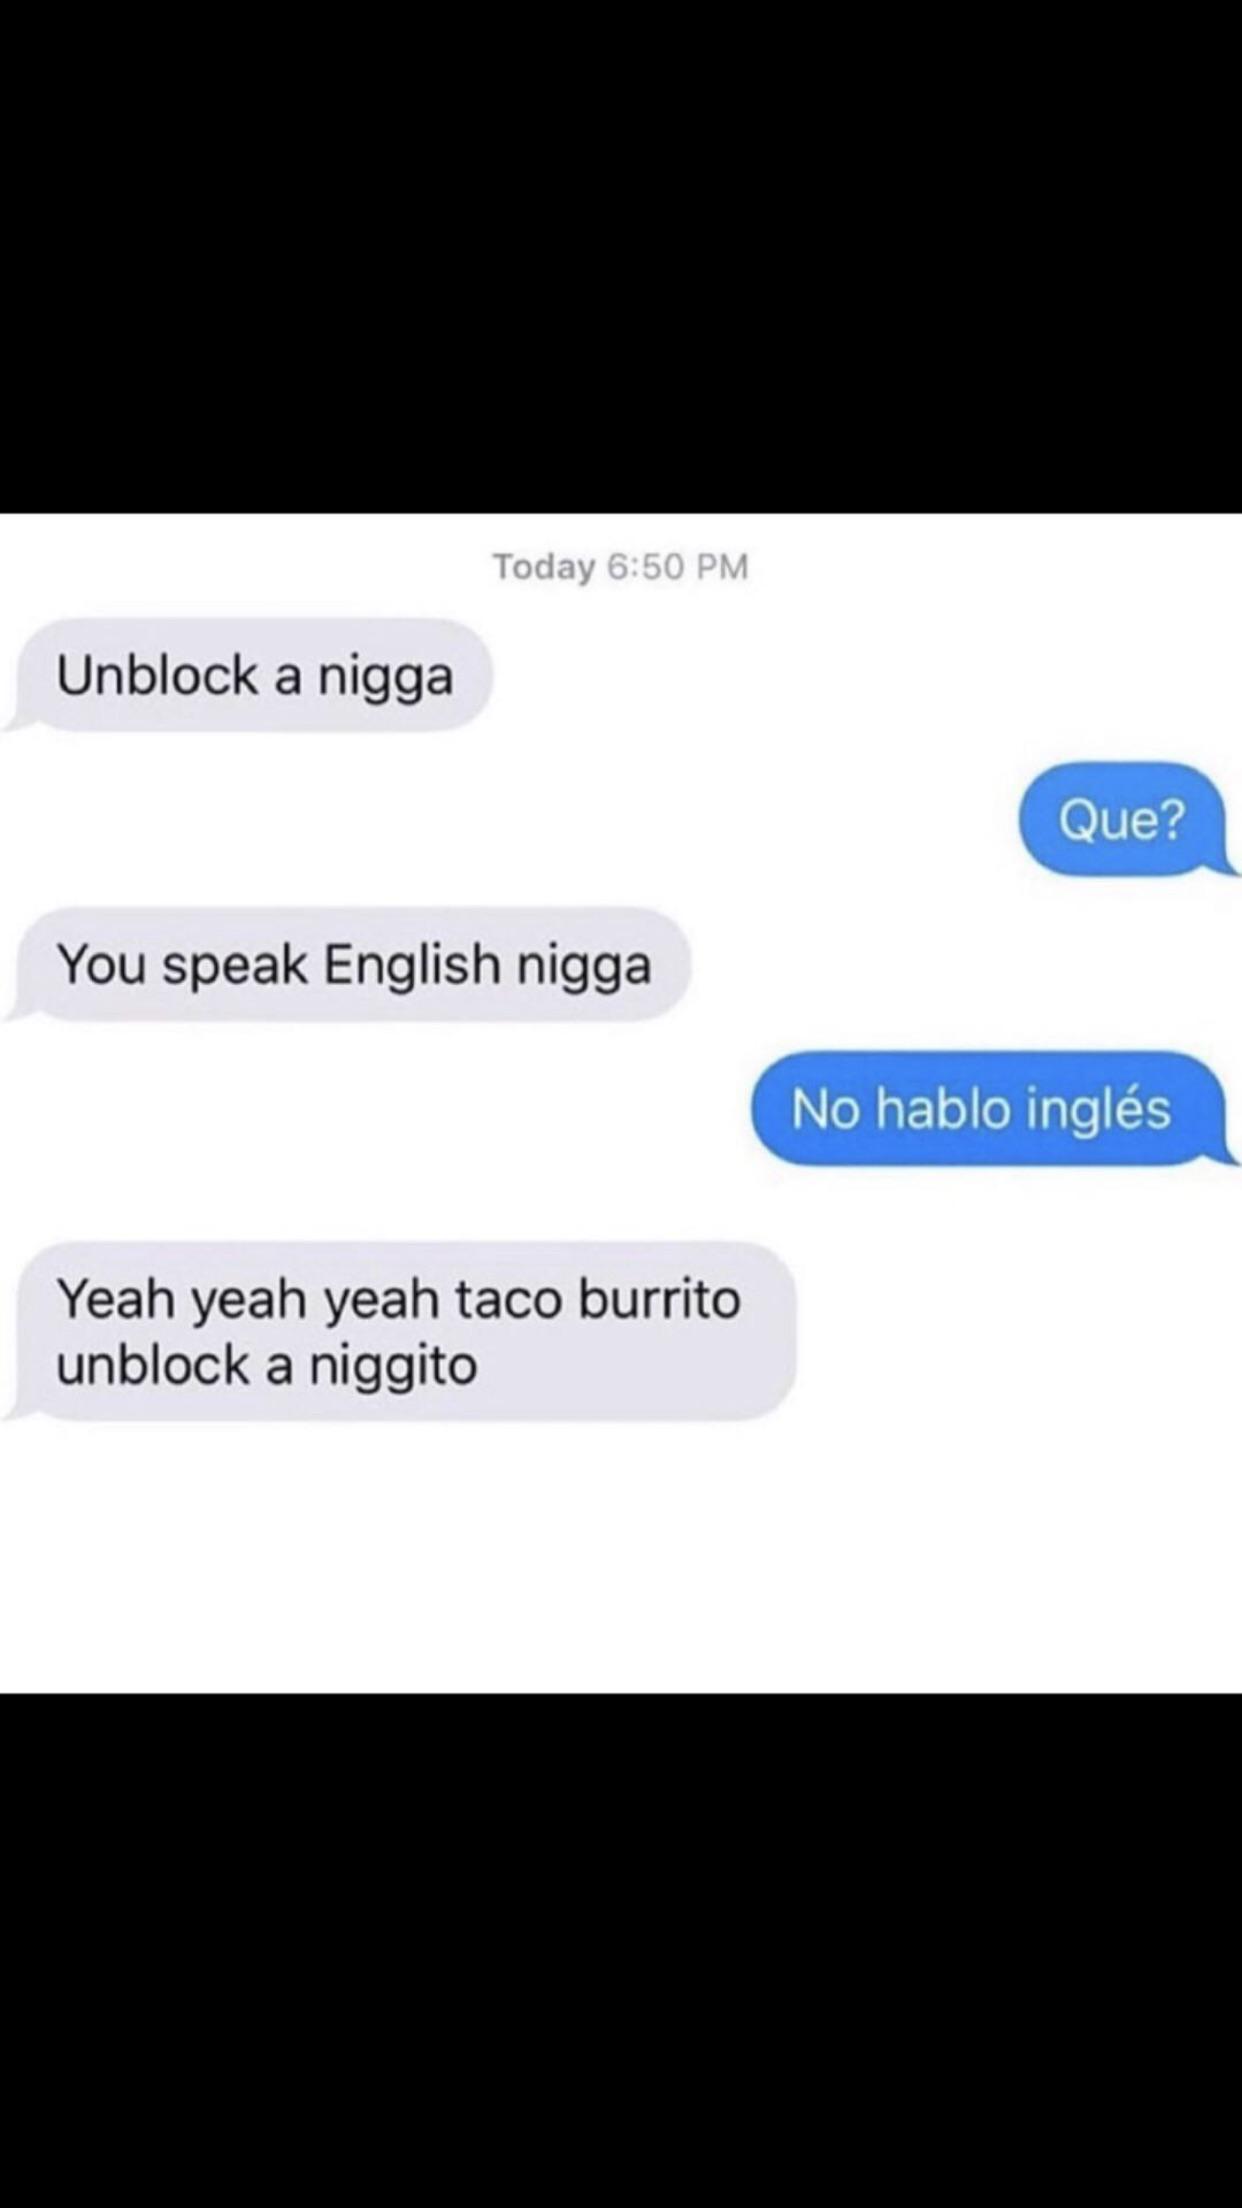 Today 6:50 PM
Unblock a nigga
Que?
You speak English nigga
No hablo inglés
Yeah yeah yeah taco burrito
unblock a niggito